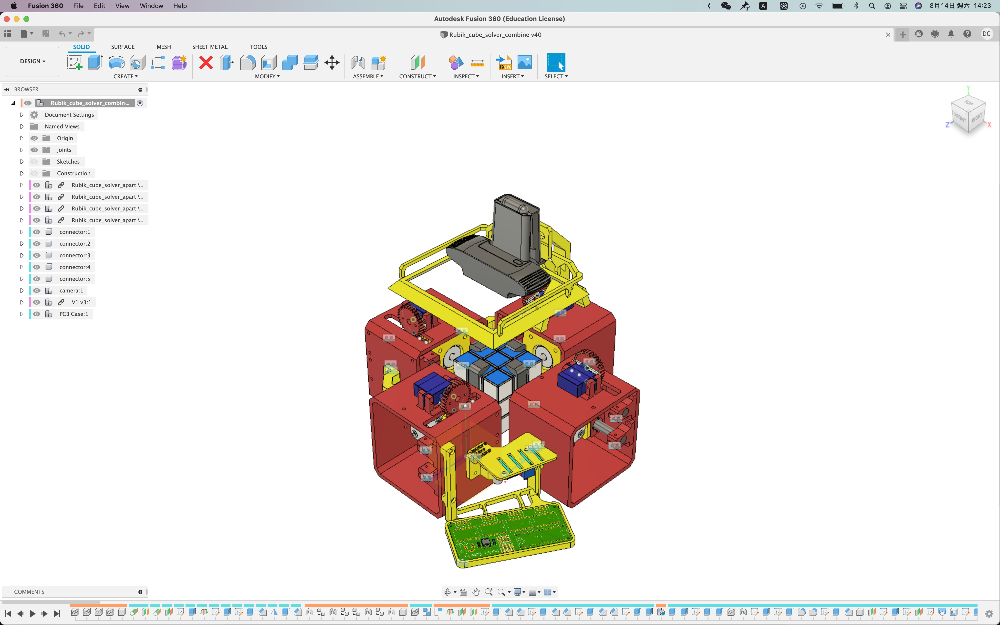 Fusion 360 File Edit View Window Help A 8月14日 週六 14:23
Autodesk Fusion 360 (Education License)
Rubik_cube_solver_combine v40 DC
SOLID SURFACE MESH SHEET METAL TOOLS
DESIGN
SVG
CREATE MODIFY ASSEMBLE CONSTRUCT INSPECT INSERT SELECT
BROWSER
Rubik_cube_solver_combin...
Document Settings
Named Views
Origin
Joints
Sketches
Construction
Rubik_cube_solver_apart '...
Rubik_cube_solver_apart '...
Rubik_cube_solver_apart '...
Rubik_cube_solver_apart '...
connector:1
connector:2
connector:3
connector:4
connector:5
camera:1
V1 v3:1
PCB Case:1
Y
TOP
FRONT RIGHT
Z X
COMMENTS